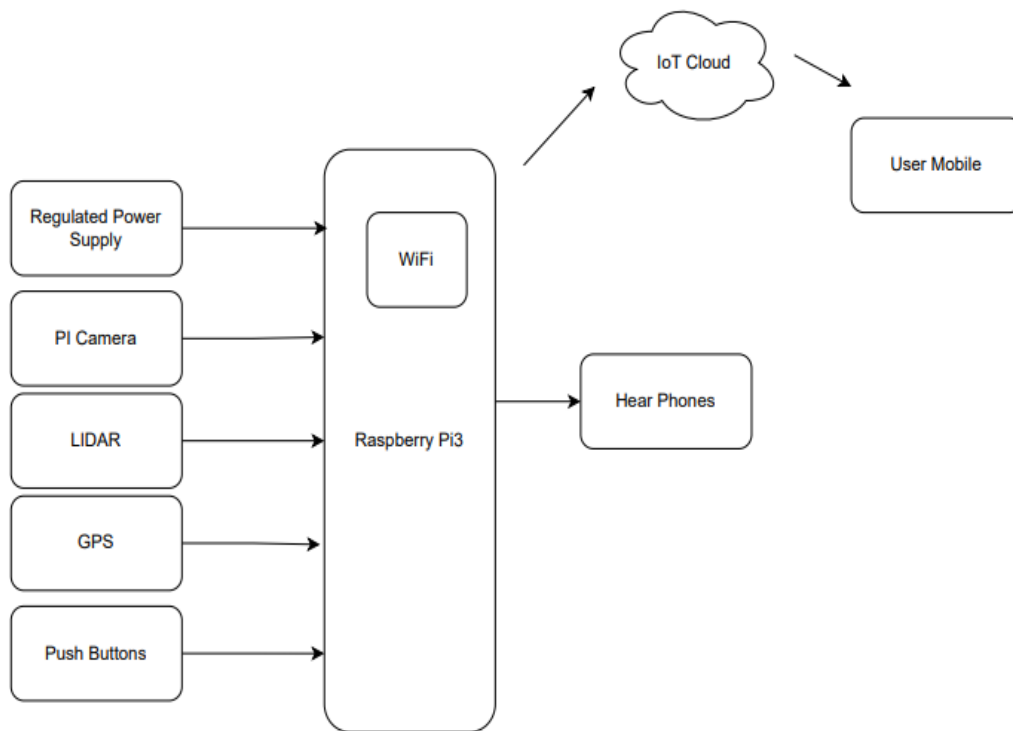 IoT Cloud
User Mobile
Regulated Power
Supply
WiFi
PI Camera
Hear Phones
LIDAR
Raspberry Pi3
GPS
Push Buttons